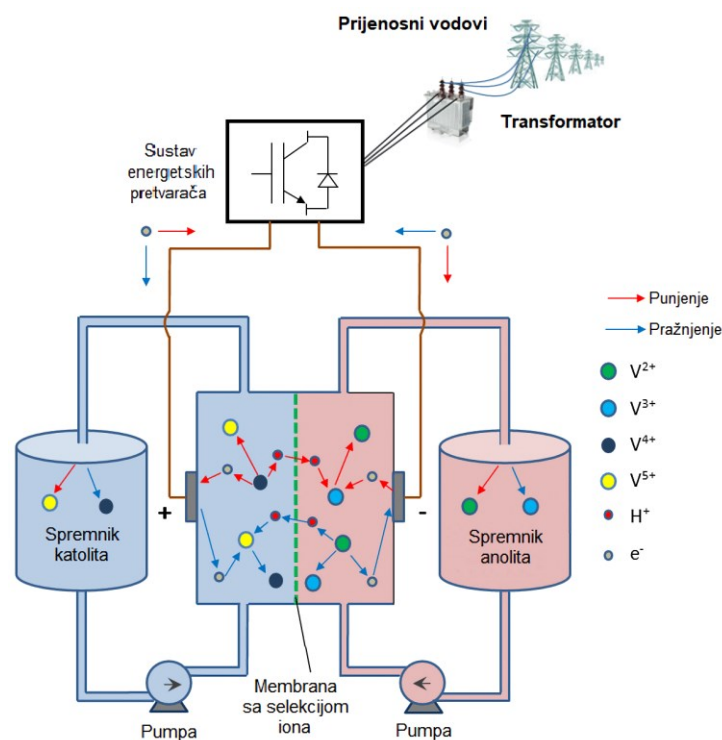 Prijenosni vodovi
Transformator
Sustav
energetskih
pretvarača
Punjenje
Pražnjenje
V²⁺
V³⁺
V⁴⁺
V⁵⁺
H⁺
e⁻
+
-
Spremnik
katolita
Spremnik
anolita
Membrana
sa selekcijom
iona
Pumpa
Pumpa